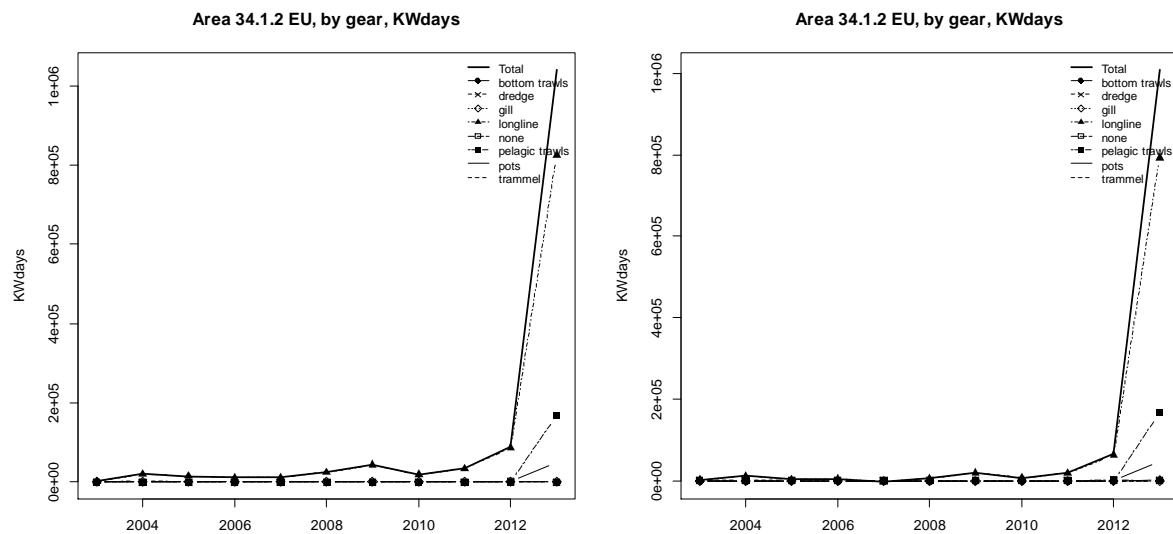 Area 34.1.2 EU, by gear, KWdays
KWdays
0e+00
2e+05
4e+05
6e+05
8e+05
1e+06
2004
2006
2008
2010
2012
Total
bottom trawls
dredge
gill
longline
none
pelagic trawls
pots
trammel
Area 34.1.2 EU, by gear, KWdays
KWdays
0e+00
2e+05
4e+05
6e+05
8e+05
1e+06
2004
2006
2008
2010
2012
Total
bottom trawls
dredge
gill
longline
none
pelagic trawls
pots
trammel